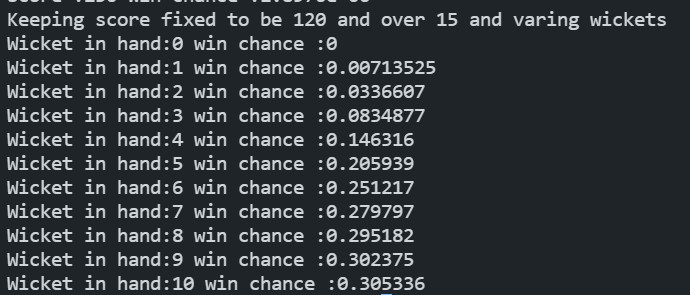 Keeping score fixed to be 120 and over 15 and varing wickets
Wicket in hand:0 win chance :0
Wicket in hand:1 win chance :0.00713525
Wicket in hand:2 win chance :0.0336607
Wicket in hand:3 win chance :0.0834877
Wicket in hand:4 win chance :0.146316
Wicket in hand:5 win chance :0.205939
Wicket in hand:6 win chance :0.251217
Wicket in hand:7 win chance :0.279797
Wicket in hand:8 win chance :0.295182
Wicket in hand:9 win chance :0.302375
Wicket in hand:10 win chance :0.305336